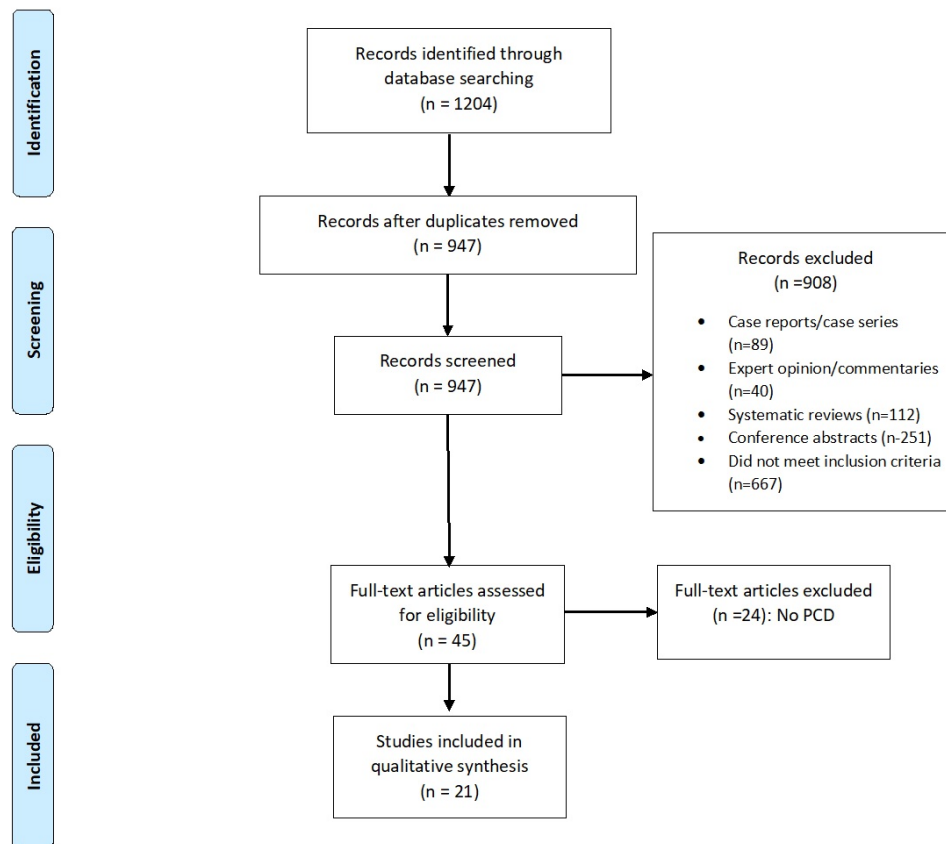 Identification
Records identified through
database searching
(n = 1204)
Records after duplicates removed
(n = 947)
Screening
Records screened
(n = 947)
Records excluded
(n =908)
• Case reports/case series
(n=89)
• Expert opinion/commentaries
(n=40)
• Systematic reviews (n=112)
• Conference abstracts (n-251)
• Did not meet inclusion criteria
(n=667)
Eligibility
Full-text articles assessed
for eligibility
(n = 45)
Full-text articles excluded
(n =24): No PCD
Included
Studies included in
qualitative synthesis
(n = 21)